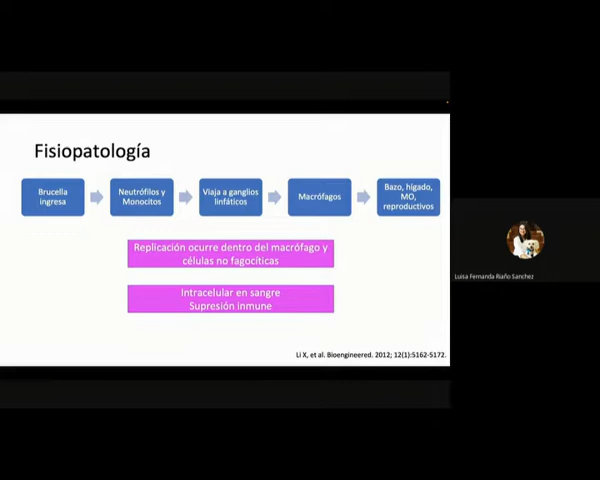 Fisiopatología
Brucella
ingresa
Neutrófilos y
Monocitos
Viaja a ganglios
linfáticos
Macrófagos
Bazo, hígado,
MO,
reproductivos
Replicación ocurre dentro del macrófago y
células no fagocíticas
Intracelular en sangre
Supresión inmune
Luisa Fernanda Riaño Sanchez
Li X, et al. Bioengineered. 2012; 12(1):5162-5172.